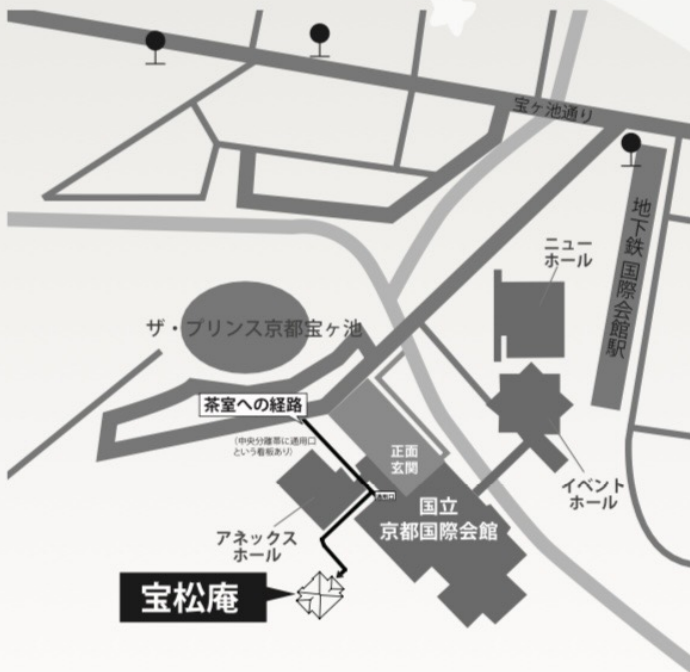 宝ヶ池通り
地下鉄 国際会館駅
ニュー
ホール
ザ・プリンス京都宝ヶ池
茶室への経路
(中央分離帯に通用口
という看板あり)
正面
玄関
国立
京都国際会館
イベント
ホール
アネックス
ホール
宝松庵